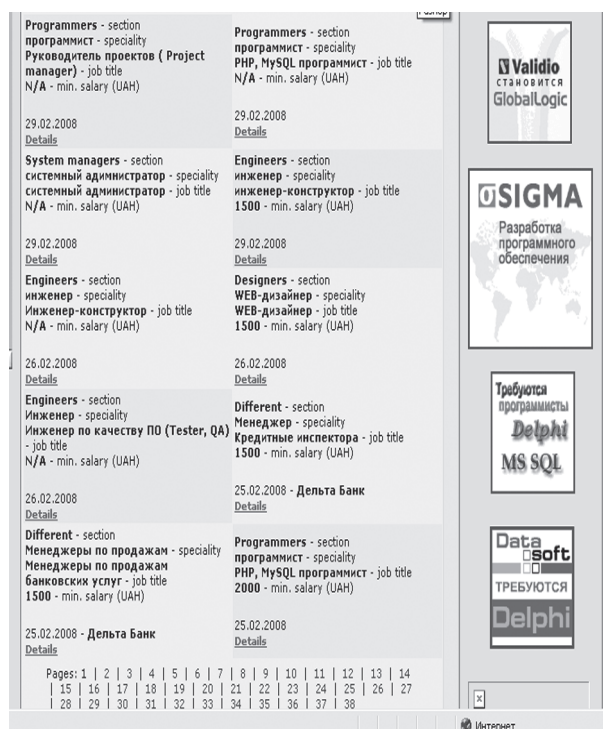 Programmers - section
программист - speciality
Руководитель проектов ( Project
manager) - job title
N/A - min. salary (UAH)
29.02.2008
Details
Programmers - section
программист - speciality
PHP, MySQL программист - job title
N/A - min. salary (UAH)
29.02.2008
Details
System managers - section
системный администратор - speciality
системный администратор - job title
N/A - min. salary (UAH)
29.02.2008
Details
Engineers - section
инженер - speciality
инженер-конструктор - job title
1500 - min. salary (UAH)
29.02.2008
Details
Engineers - section
инженер - speciality
Инженер-конструктор - job title
N/A - min. salary (UAH)
26.02.2008
Details
Designers - section
WEB-дизайнер - speciality
WEB-дизайнер - job title
1500 - min. salary (UAH)
26.02.2008
Details
Engineers - section
Инженер - speciality
Инженер по качеству ПО (Tester, QA)
- job title
N/A - min. salary (UAH)
26.02.2008
Details
Different - section
Менеджер - speciality
Кредитные инспектора - job title
1500 - min. salary (UAH)
25.02.2008 - Дельта Банк
Details
Different - section
Менеджеры по продажам - speciality
Менеджеры по продажам
банковских услуг - job title
1500 - min. salary (UAH)
25.02.2008 - Дельта Банк
Details
Programmers - section
программист - speciality
PHP, MySQL программист - job title
2000 - min. salary (UAH)
25.02.2008
Details
Pages: 1 | 2 | 3 | 4 | 5 | 6 | 7 | 8 | 9 | 10 | 11 | 12 | 13 | 14
| 15 | 16 | 17 | 18 | 19 | 20 | 21 | 22 | 23 | 24 | 25 | 26 | 27
| 28 | 29 | 30 | 31 | 32 | 33 | 34 | 35 | 36 | 37 | 38
Validio
становится
GlobalLogic
SIGMA
Разработка
программного
обеспечения
Требуются
программисты
Delphi
MS SQL
Data
soft
ТРЕБУЮТСЯ
Delphi
Интернет